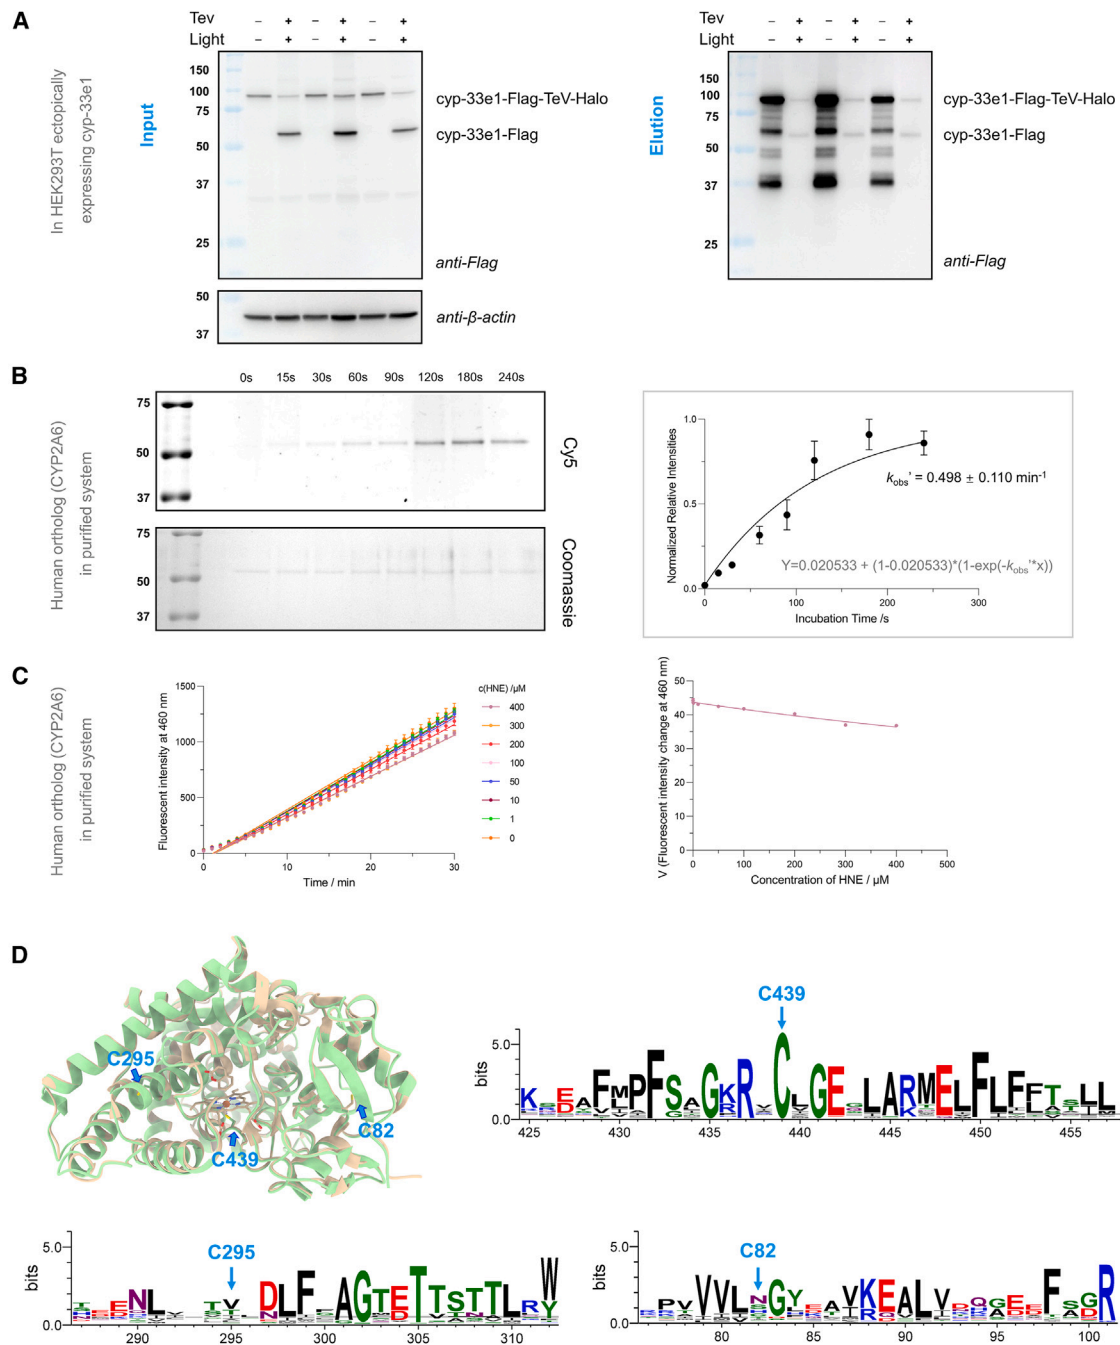 A
In HEK293T ectopically
expressing cyp-33e1
Input
Tev – + – + – +
Light – + – + – +
150
100
75
50
37
25
cyp-33e1-Flag-TeV-Halo
cyp-33e1-Flag
anti-Flag
50
37
anti-β-actin
Elution
Tev – + – + – +
Light – + – + – +
150
100
75
50
37
25
cyp-33e1-Flag-TeV-Halo
cyp-33e1-Flag
anti-Flag
B
Human ortholog (CYP2A6)
in purified system
0s 15s 30s 60s 90s 120s 180s 240s
75
50
37
Cy5
75
50
37
Coomassie
Normalized Relative Intensities
1.0
0.5
0.0
kobs' = 0.498 ± 0.110 min-1
Y=0.020533 + (1-0.020533)*(1-exp(-kobs'*x))
0 100 200 300
Incubation Time /s
C
Human ortholog (CYP2A6)
in purified system
Fluorescent intensity at 460 nm
1500
1000
500
0
0 10 20 30
Time / min
c(HNE) /μM
400
300
200
100
50
10
1
0
V (Fluorescent intensity change at 460 nm)
50
40
30
20
10
0
0 100 200 300 400 500
Concentration of HNE / μM
D
C295
C82
C439
C439
bits
5.0
0.0
425 430 435 440 445 450 455
C295
bits
5.0
0.0
290 295 300 305 310
C82
bits
5.0
0.0
80 85 90 95 100